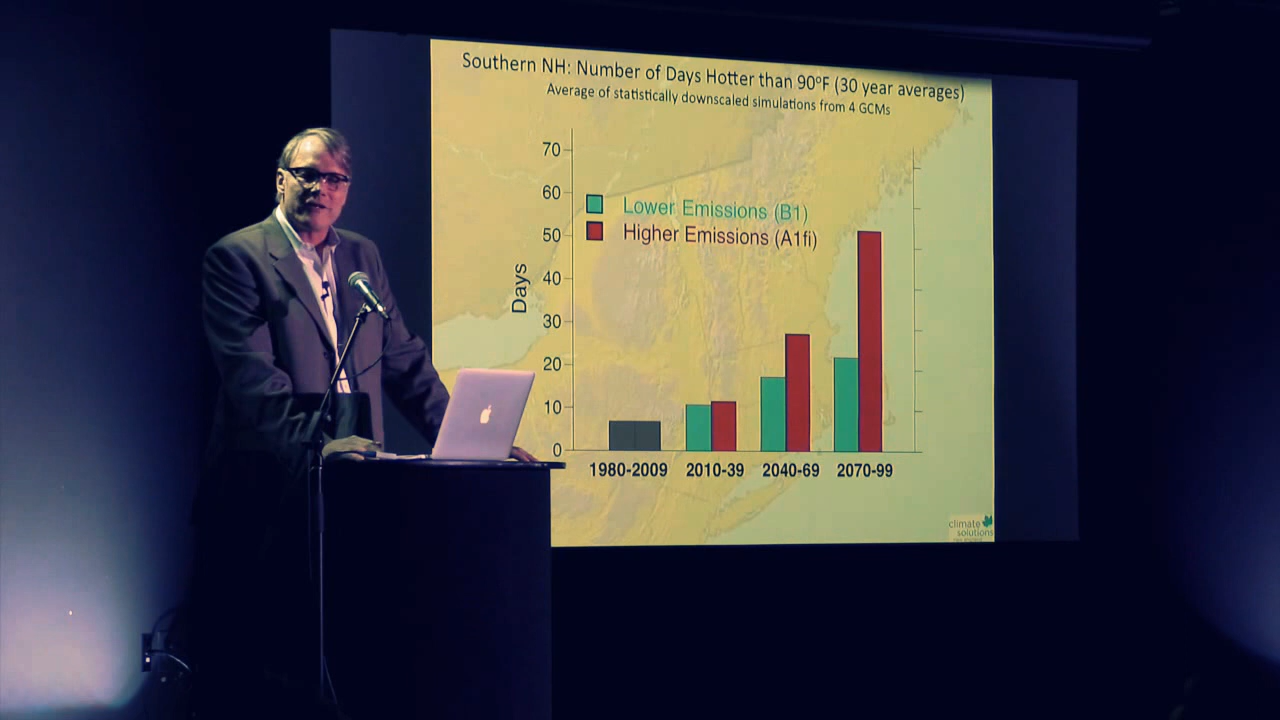 Southern NH: Number of Days Hotter than 90°F (30 year averages)
Average of statistically downscaled simulations from 4 GCMs
70
60
50
40
30
20
10
0
Days
Lower Emissions (B1)
Higher Emissions (A1fi)
1980-2009 2010-39 2040-69 2070-99
climate
solutions